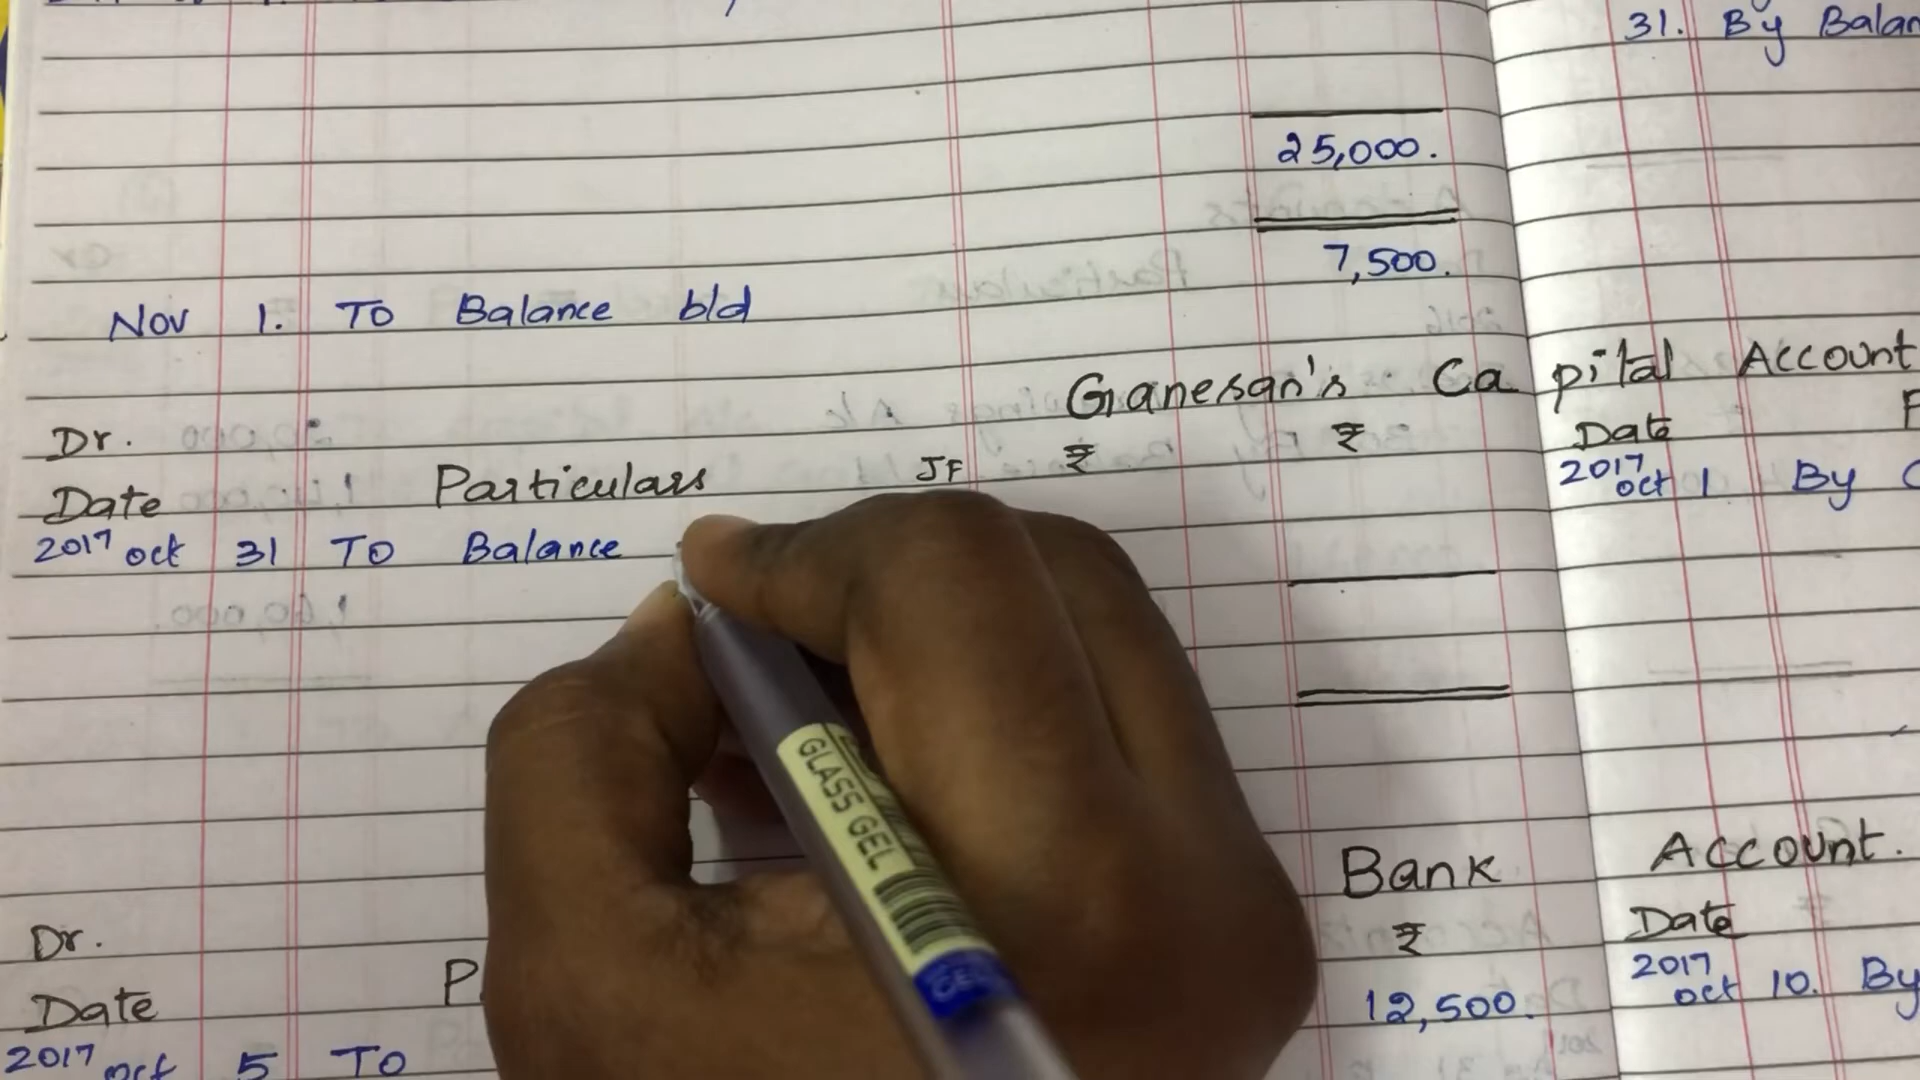 31. By Balan
25,000.
7,500.
Nov 1. To Balance b/d
Ganesan's Capital Account
Dr.
Date Particulars JF ₹ ₹ Date
2017 oct 31 To Balance
2017 oct 1 By
GLASS GEL
Bank Account.
Dr.
Date ₹ Date
2017 oct 5 To
12,500.
2017 oct 10. By